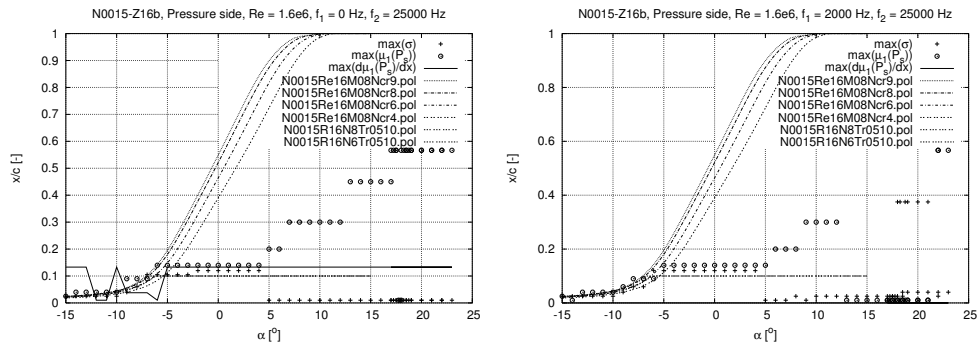 N0015-Z16b, Pressure side, Re = 1.6e6, f₁ = 0 Hz, f₂ = 25000 Hz
max(σ)
max(μ₁(Pₛ))
max(dμ₁(Pₛ)/dx)
N0015Re16M08Ncr9.pol
N0015Re16M08Ncr8.pol
N0015Re16M08Ncr6.pol
N0015Re16M08Ncr4.pol
N0015R16N8Tr0510.pol
N0015R16N6Tr0510.pol
x/c [-]
1
0.9
0.8
0.7
0.6
0.5
0.4
0.3
0.2
0.1
0
-15 -10 -5 0 5 10 15 20 25
α [°]
N0015-Z16b, Pressure side, Re = 1.6e6, f₁ = 2000 Hz, f₂ = 25000 Hz
max(σ)
max(μ₁(Pₛ))
max(dμ₁(Pₛ)/dx)
N0015Re16M08Ncr9.pol
N0015Re16M08Ncr8.pol
N0015Re16M08Ncr6.pol
N0015Re16M08Ncr4.pol
N0015R16N8Tr0510.pol
N0015R16N6Tr0510.pol
x/c [-]
1
0.8
0.6
0.4
0.2
0
-15 -10 -5 0 5 10 15 20 25
α [°]